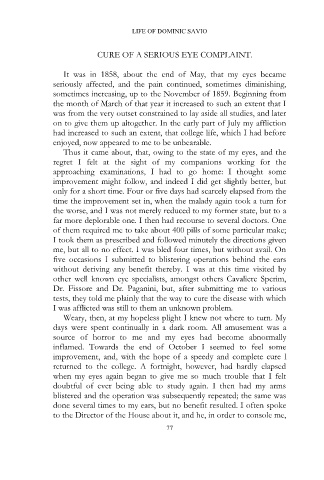 LIFE OF DOMINIC SAVIO
CURE OF A SERIOUS EYE COMPLAINT.
It was in 1858, about the end of May, that my eyes became
seriously affected, and the pain continued, sometimes diminishing,
sometimes increasing, up to the November of 1859. Beginning from
the month of March of that year it increased to such an extent that I
was from the very outset constrained to lay aside all studies, and later
on to give them up altogether. In the early part of July my affliction
had increased to such an extent, that college life, which I had before
enjoyed, now appeared to me to be unbearable.
Thus it came about, that, owing to the state of my eyes, and the
regret I felt at the sight of my companions working for the
approaching examinations, I had to go home: I thought some
improvement might follow, and indeed I did get slightly better, but
only for a short time. Four or five days had scarcely elapsed from the
time the improvement set in, when the malady again took a turn for
the worse, and I was not merely reduced to my former state, but to a
far more deplorable one. I then had recourse to several doctors. One
of them required me to take about 400 pills of some particular make;
I took them as prescribed and followed minutely the directions given
me, but all to no effect. I was bled four times, but without avail. On
five occasions I submitted to blistering operations behind the ears
without deriving any benefit thereby. I was at this time visited by
other well known eye specialists, amongst others Cavaliere Sperim,
Dr. Fissore and Dr. Paganini, but, after submitting me to various
tests, they told me plainly that the way to cure the disease with which
I was afflicted was still to them an unknown problem.
Weary, then, at my hopeless plight I knew not where to turn. My
days were spent continually in a dark room. All amusement was a
source of horror to me and my eyes had become abnormally
inflamed. Towards the end of October I seemed to feel some
improvement, and, with the hope of a speedy and complete cure I
returned to the college. A fortnight, however, had hardly elapsed
when my eyes again began to give me so much trouble that I felt
doubtful of ever being able to study again. I then had my arms
blistered and the operation was subsequently repeated; the same was
done several times to my ears, but no benefit resulted. I often spoke
to the Director of the House about it, and he, in order to console me,
77